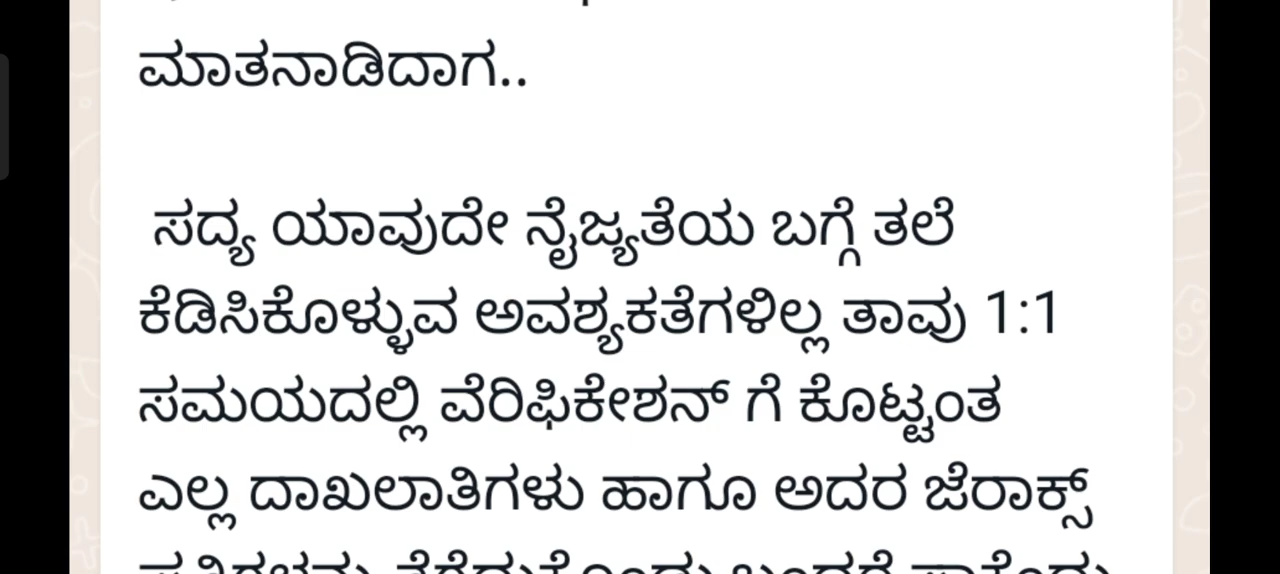 ಮಾತನಾಡಿದಾಗ..
ಸದ್ಯ ಯಾವುದೇ ನೈಜ್ಯತೆಯ ಬಗ್ಗೆ ತಲೆ
ಕೆಡಿಸಿಕೊಳ್ಳುವ ಅವಶ್ಯಕತೆಗಳಿಲ್ಲ ತಾವು 1:1
ಸಮಯದಲ್ಲಿ ವೆರಿಫಿಕೇಶನ್ ಗೆ ಕೊಟ್ಟಂತ
ಎಲ್ಲ ದಾಖಲಾತಿಗಳು ಹಾಗೂ ಅದರ ಜೆರಾಕ್ಸ್